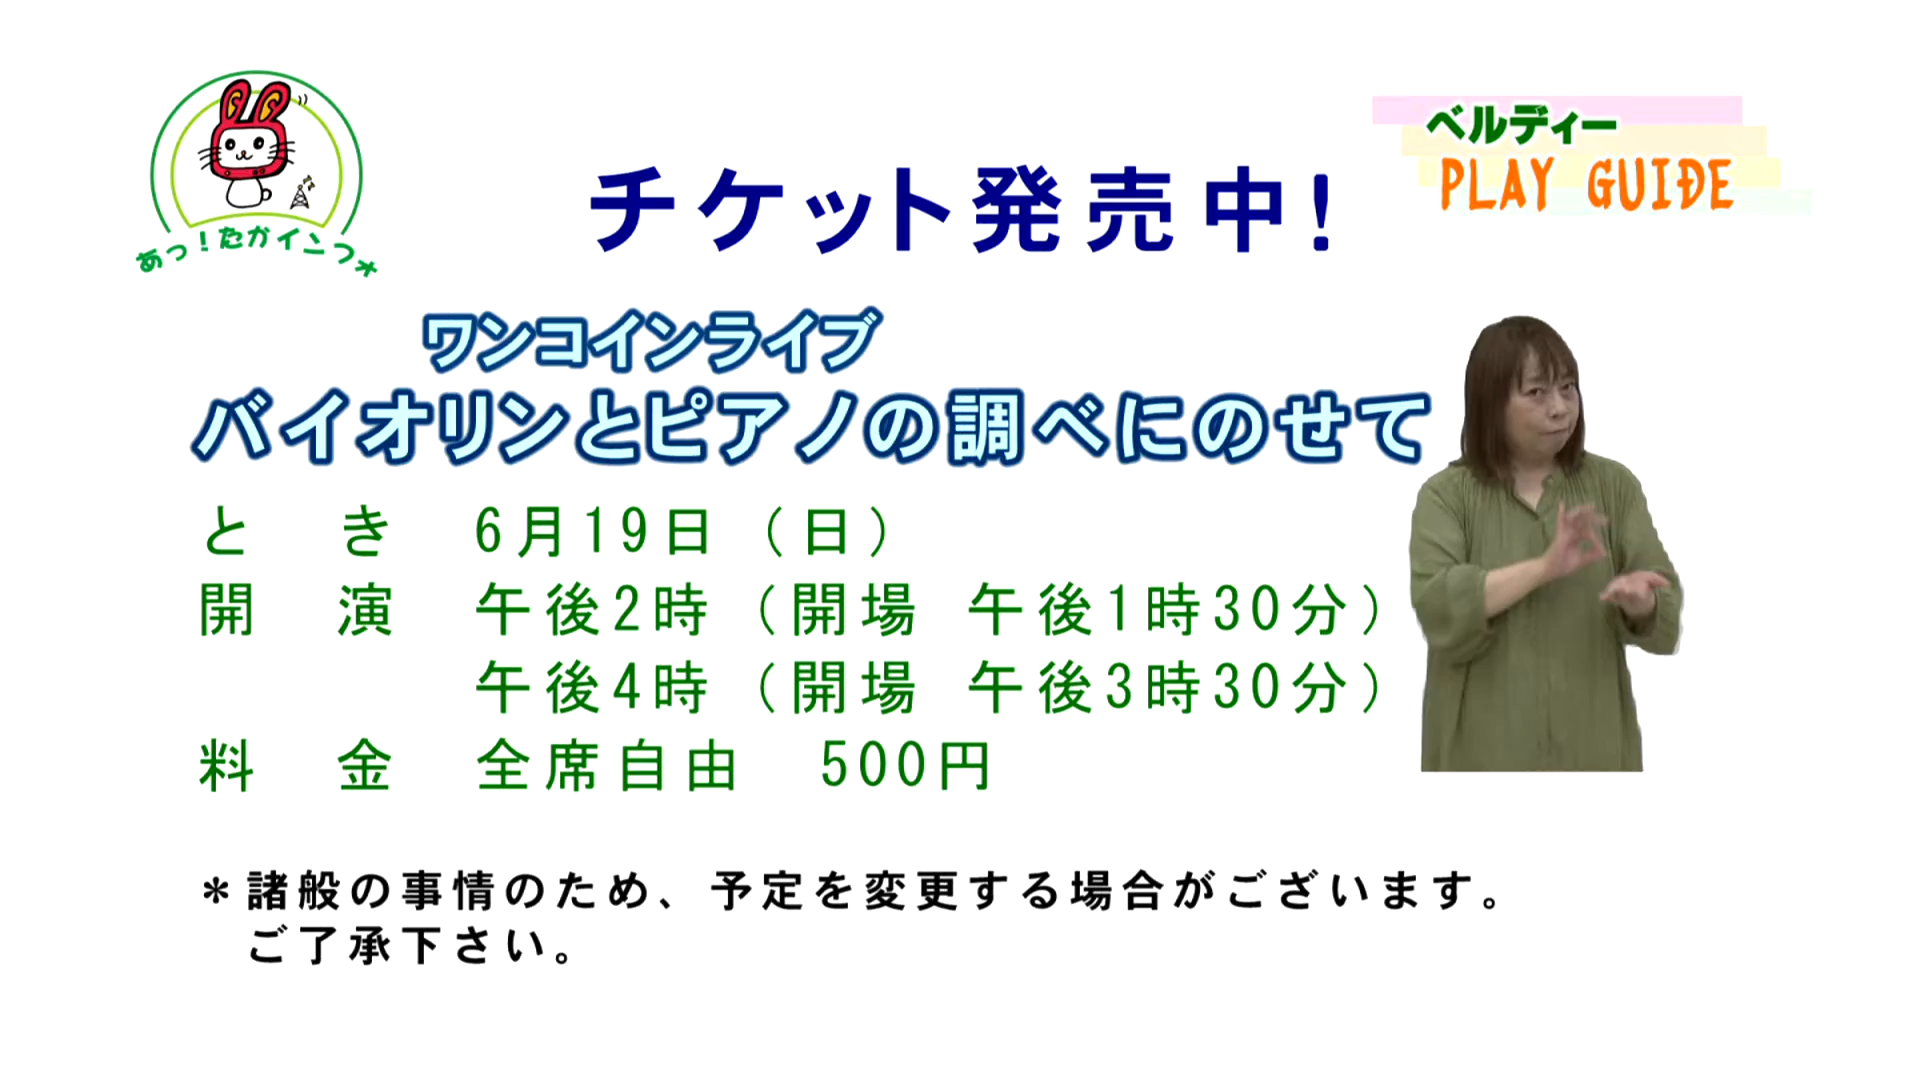 あっ！たかインフォ
ベルディー
PLAY GUIDE
チケット発売中！
ワンコインライブ
バイオリンとピアノの調べにのせて
とき　6月19日（日）
開演　午後2時（開場　午後1時30分）
午後4時（開場　午後3時30分）
料金　全席自由　500円
＊諸般の事情のため、予定を変更する場合がございます。
ご了承下さい。